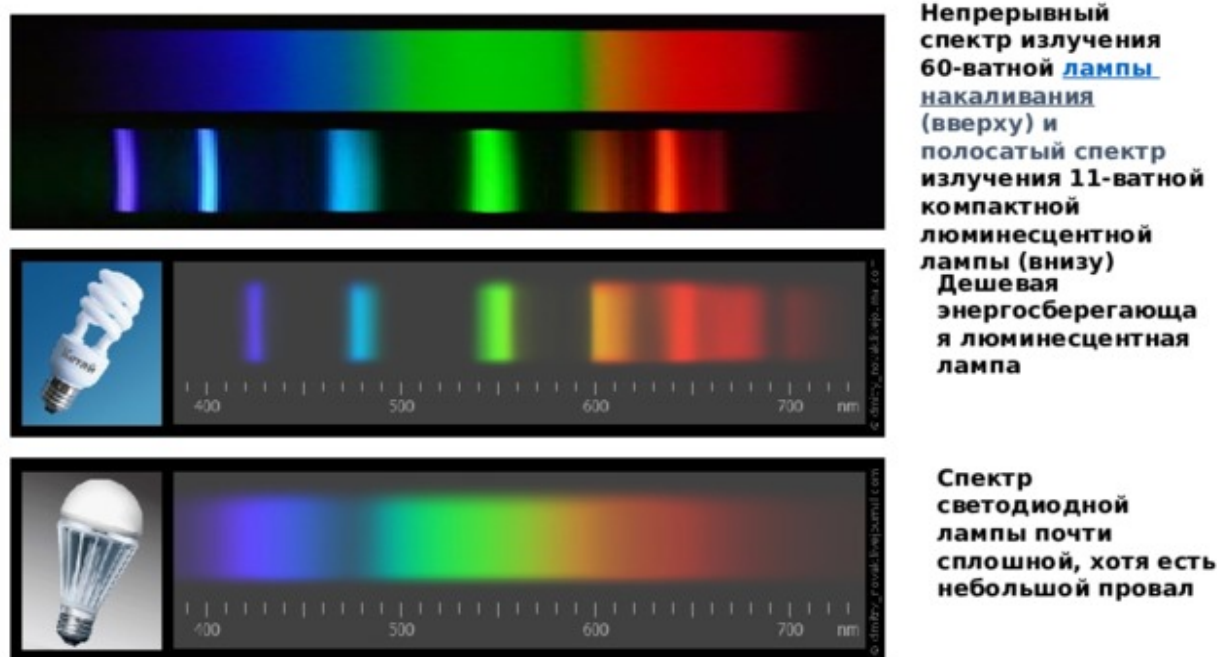 Непрерывный
спектр излучения
60-ватной лампы
накаливания
(вверху) и
полосатый спектр
излучения 11-ватной
компактной
люминесцентной
лампы (внизу)
Китай
400 500 600 700 nm
Дешевая
энергосберегающа
я люминесцентная
лампа
400 500 600 700 nm
Спектр
светодиодной
лампы почти
сплошной, хотя есть
небольшой провал